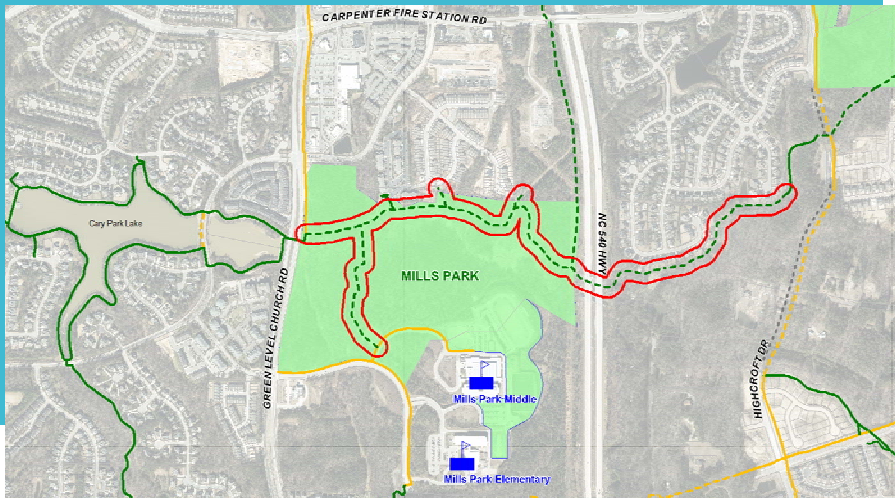 CARPENTER FIRE STATION RD
Cary Park Lake
NC 540 HWY
MILLS PARK
GREEN LEVEL CHURCH RD
HIGHCROFT DR
Mills Park Middle
Mills Park Elementary